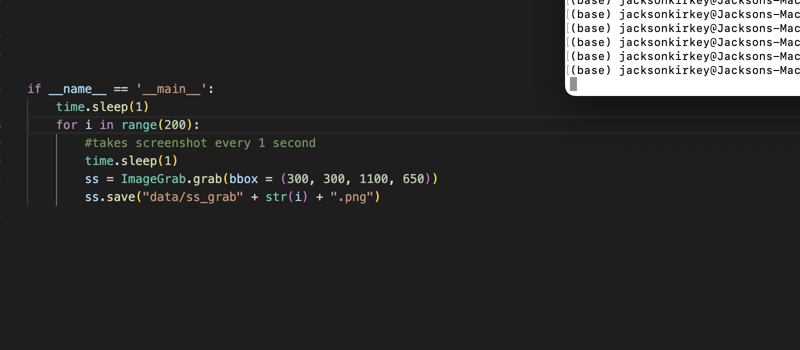 (base) jacksonkirkey@Jacksons-Mac
(base) jacksonkirkey@Jacksons-Mac
(base) jacksonkirkey@Jacksons-Mac
(base) jacksonkirkey@Jacksons-Mac
(base) jacksonkirkey@Jacksons-Mac
(base) jacksonkirkey@Jacksons-Mac
if __name__ == '__main__':
time.sleep(1)
for i in range(200):
#takes screenshot every 1 second
time.sleep(1)
ss = ImageGrab.grab(bbox = (300, 300, 1100, 650))
ss.save("data/ss_grab" + str(i) + ".png")